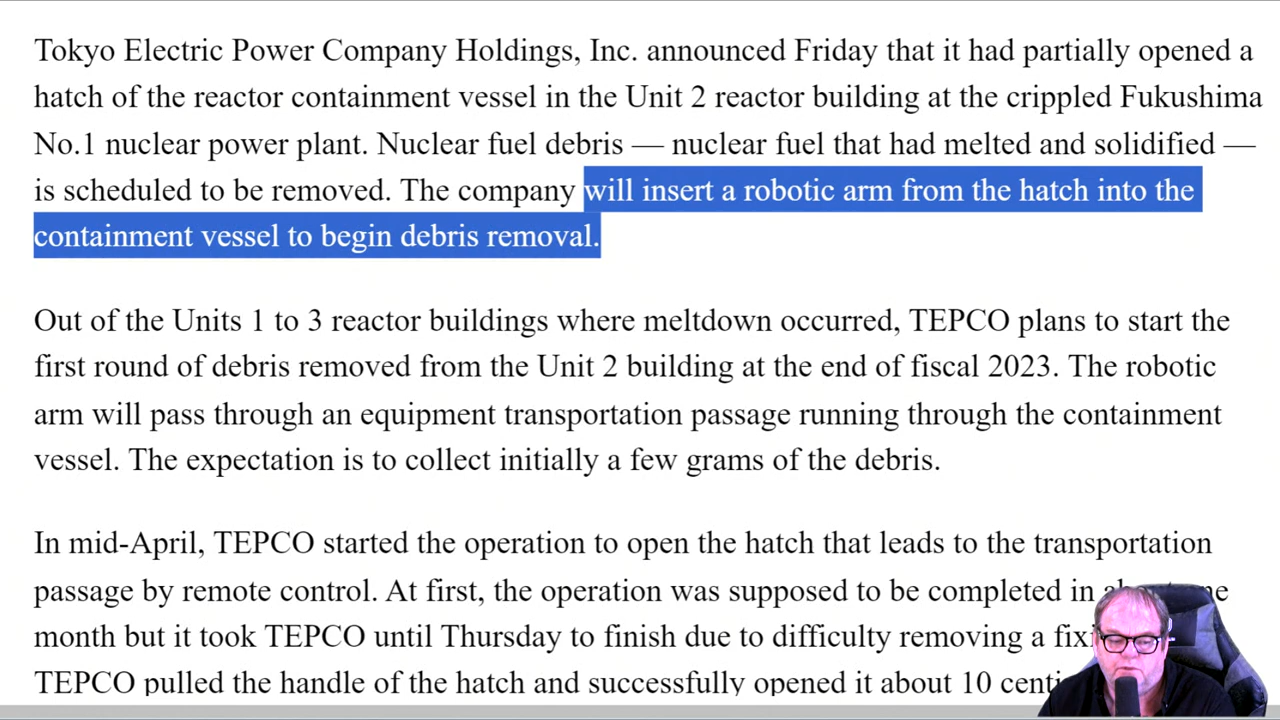 Tokyo Electric Power Company Holdings, Inc. announced Friday that it had partially opened a
hatch of the reactor containment vessel in the Unit 2 reactor building at the crippled Fukushima
No.1 nuclear power plant. Nuclear fuel debris — nuclear fuel that had melted and solidified —
is scheduled to be removed. The company will insert a robotic arm from the hatch into the
containment vessel to begin debris removal.
Out of the Units 1 to 3 reactor buildings where meltdown occurred, TEPCO plans to start the
first round of debris removed from the Unit 2 building at the end of fiscal 2023. The robotic
arm will pass through an equipment transportation passage running through the containment
vessel. The expectation is to collect initially a few grams of the debris.
In mid-April, TEPCO started the operation to open the hatch that leads to the transportation
passage by remote control. At first, the operation was supposed to be completed in
month but it took TEPCO until Thursday to finish due to difficulty removing a
TEPCO pulled the handle of the hatch and successfully opened it about 10